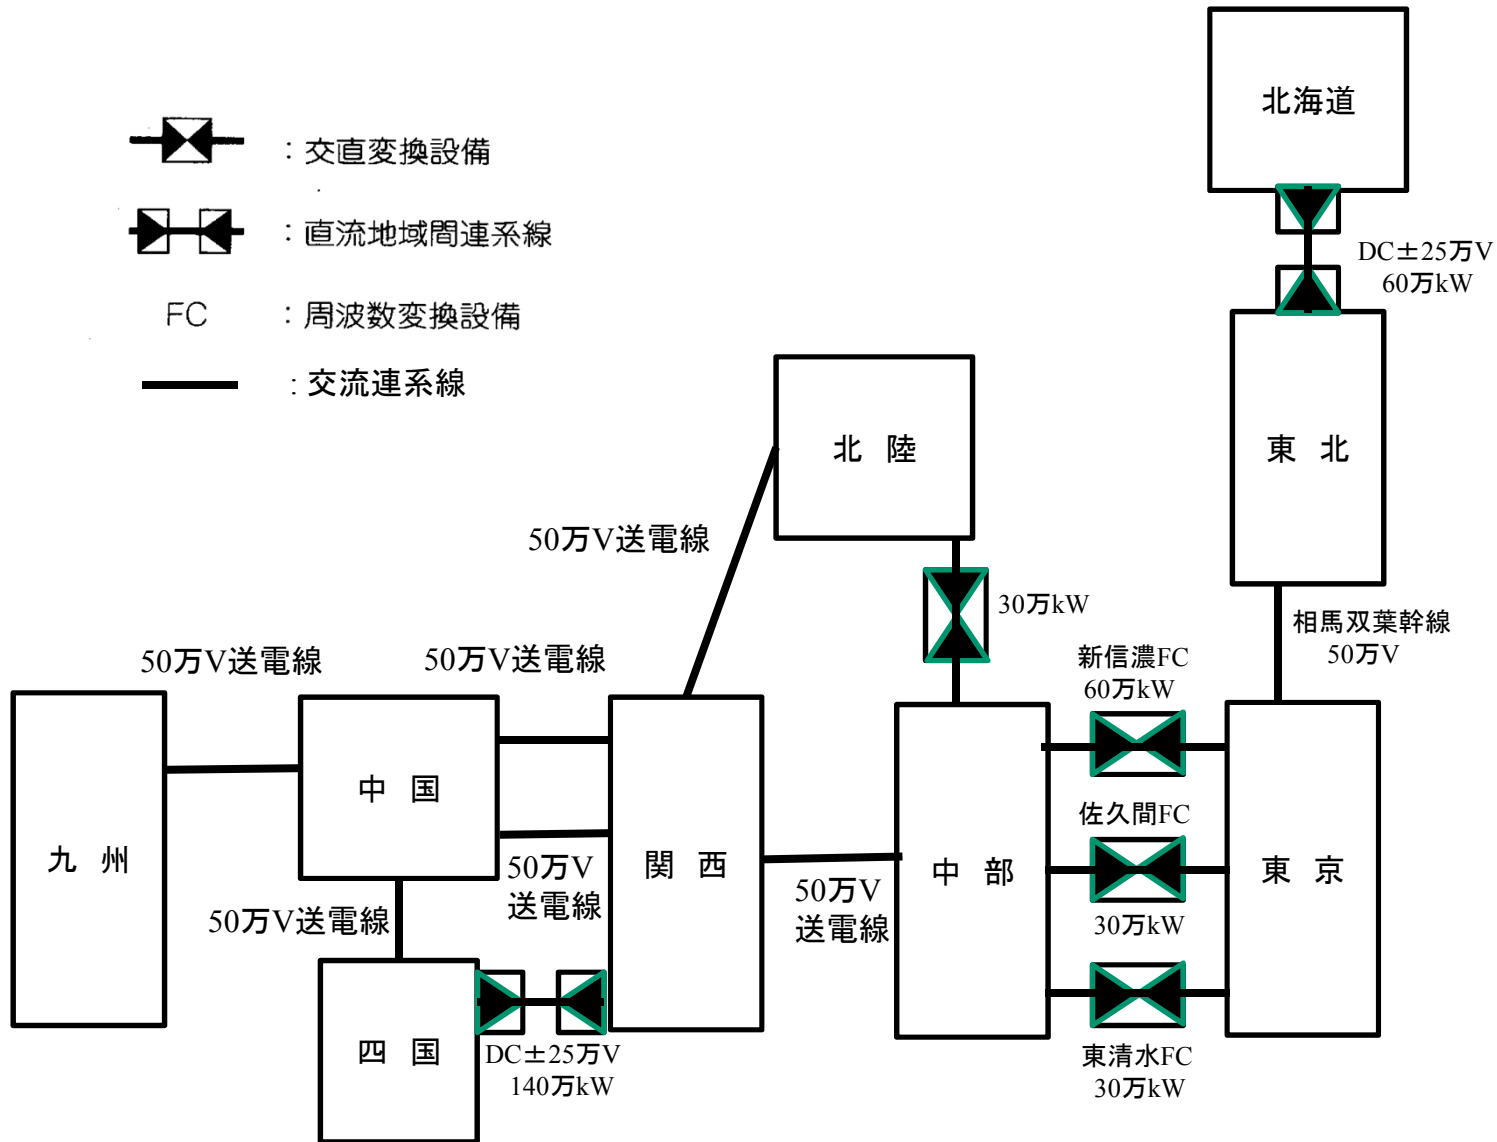 北海道
: 交直変換設備
: 直流地域間連系線
DC±25万V
60万kW
FC : 周波数変換設備
: 交流連系線
北 陸
東 北
50万V送電線
30万kW
相馬双葉幹線
50万V
50万V送電線
50万V送電線
新信濃FC
60万kW
中 国
佐久間FC
九 州
関 西
中 部
東 京
50万V
送電線
50万V
送電線
50万V送電線
30万kW
四 国
DC±25万V
140万kW
東清水FC
30万kW